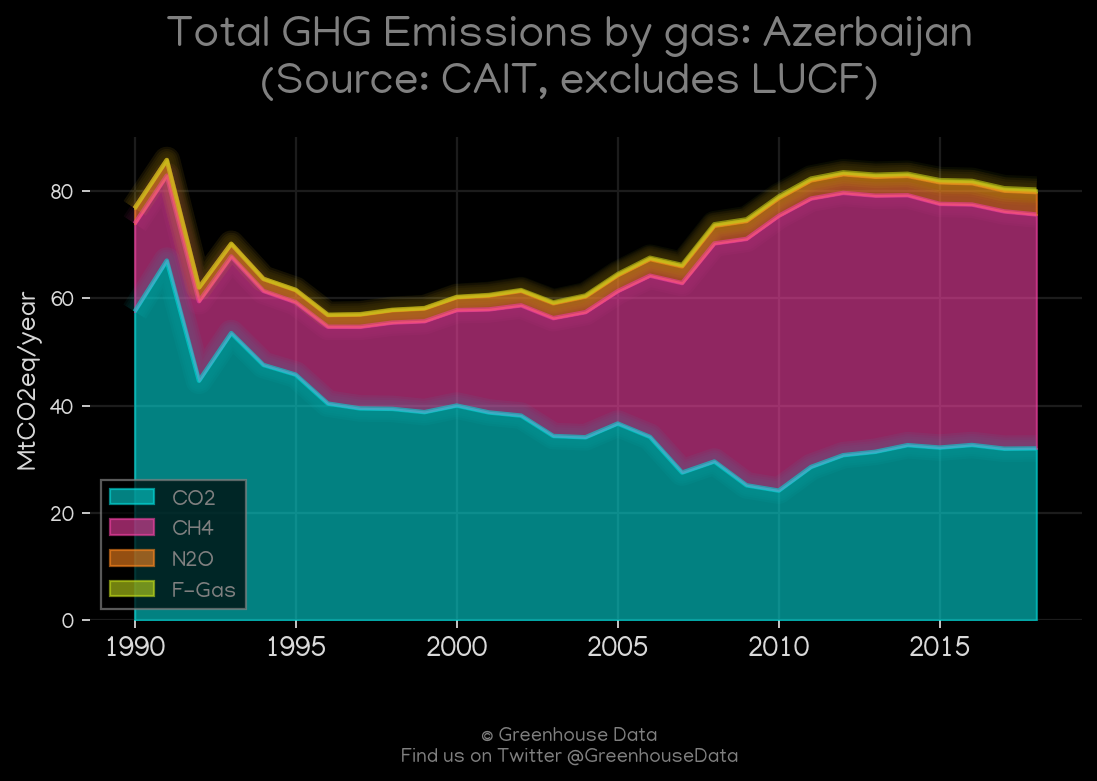 Total GHG Emissions by gas: Azerbaijan
(Source: CAIT, excludes LUCF)
MtCO2eq/year
80
60
40
20
0
CO2
CH4
N2O
F-Gas
1990 1995 2000 2005 2010 2015
© Greenhouse Data
Find us on Twitter @GreenhouseData